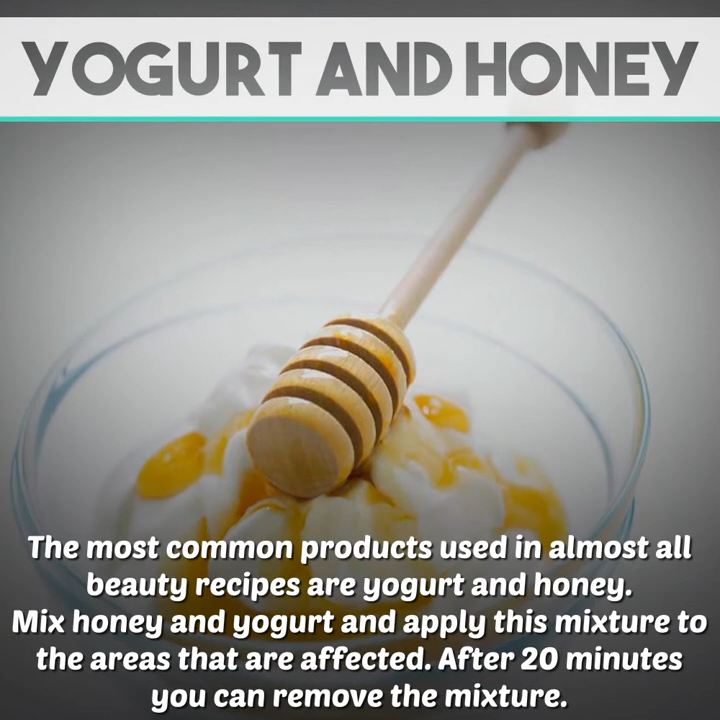 YOGURT AND HONEY
The most common products used in almost all
beauty recipes are yogurt and honey.
Mix honey and yogurt and apply this mixture to
the areas that are affected. After 20 minutes
you can remove the mixture.